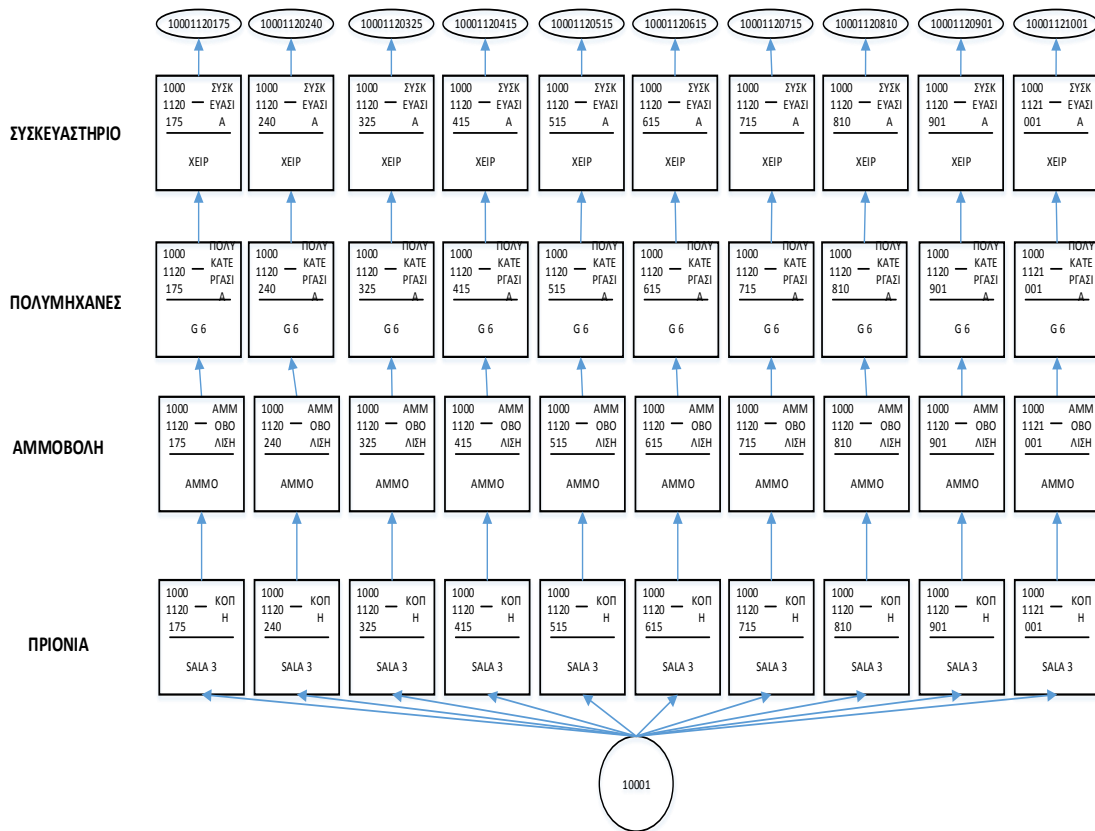 10001120175 10001120240 10001120325 10001120415 10001120515 10001120615 10001120715 10001120810 10001120901 10001121001
1000 ΣΥΣΚ 1000 ΣΥΣΚ 1000 ΣΥΣΚ 1000 ΣΥΣΚ 1000 ΣΥΣΚ 1000 ΣΥΣΚ 1000 ΣΥΣΚ 1000 ΣΥΣΚ 1000 ΣΥΣΚ 1000 ΣΥΣΚ
1120 ΕΥΑΣΙ 1120 ΕΥΑΣΙ 1120 ΕΥΑΣΙ 1120 ΕΥΑΣΙ 1120 ΕΥΑΣΙ 1120 ΕΥΑΣΙ 1120 ΕΥΑΣΙ 1120 ΕΥΑΣΙ 1120 ΕΥΑΣΙ 1121 ΕΥΑΣΙ
175 Α 240 Α 325 Α 415 Α 515 Α 615 Α 715 Α 810 Α 901 Α 001 Α
ΣΥΣΚΕΥΑΣΤΗΡΙΟ
ΧΕΙΡ ΧΕΙΡ ΧΕΙΡ ΧΕΙΡ ΧΕΙΡ ΧΕΙΡ ΧΕΙΡ ΧΕΙΡ ΧΕΙΡ ΧΕΙΡ
1000 ΠΟΛΥ 1000 ΠΟΛΥ 1000 ΠΟΛΥ 1000 ΠΟΛΥ 1000 ΠΟΛΥ 1000 ΠΟΛΥ 1000 ΠΟΛΥ 1000 ΠΟΛΥ 1000 ΠΟΛΥ 1000 ΠΟΛΥ
ΚΑΤΕ ΚΑΤΕ ΚΑΤΕ ΚΑΤΕ ΚΑΤΕ ΚΑΤΕ ΚΑΤΕ ΚΑΤΕ ΚΑΤΕ ΚΑΤΕ
1120 ΡΓΑΣΙ 1120 ΡΓΑΣΙ 1120 ΡΓΑΣΙ 1120 ΡΓΑΣΙ 1120 ΡΓΑΣΙ 1120 ΡΓΑΣΙ 1120 ΡΓΑΣΙ 1120 ΡΓΑΣΙ 1120 ΡΓΑΣΙ 1121 ΡΓΑΣΙ
175 Α 240 Α 325 Α 415 Α 515 Α 615 Α 715 Α 810 Α 901 Α 001 Α
ΠΟΛΥΜΗΧΑΝΕΣ
G 6 G 6 G 6 G 6 G 6 G 6 G 6 G 6 G 6 G 6
1000 ΑΜΜ 1000 ΑΜΜ 1000 ΑΜΜ 1000 ΑΜΜ 1000 ΑΜΜ 1000 ΑΜΜ 1000 ΑΜΜ 1000 ΑΜΜ 1000 ΑΜΜ 1000 ΑΜΜ
1120 ΟΒΟ 1120 ΟΒΟ 1120 ΟΒΟ 1120 ΟΒΟ 1120 ΟΒΟ 1120 ΟΒΟ 1120 ΟΒΟ 1120 ΟΒΟ 1120 ΟΒΟ 1121 ΟΒΟ
175 ΛΙΣΗ 240 ΛΙΣΗ 325 ΛΙΣΗ 415 ΛΙΣΗ 515 ΛΙΣΗ 615 ΛΙΣΗ 715 ΛΙΣΗ 810 ΛΙΣΗ 901 ΛΙΣΗ 001 ΛΙΣΗ
ΑΜΜΟΒΟΛΗ
ΑΜΜΟ ΑΜΜΟ ΑΜΜΟ ΑΜΜΟ ΑΜΜΟ ΑΜΜΟ ΑΜΜΟ ΑΜΜΟ ΑΜΜΟ ΑΜΜΟ
1000 1000 1000 1000 1000 1000 1000 1000 1000 1000
1120 ΚΟΠ 1120 ΚΟΠ 1120 ΚΟΠ 1120 ΚΟΠ 1120 ΚΟΠ 1120 ΚΟΠ 1120 ΚΟΠ 1120 ΚΟΠ 1120 ΚΟΠ 1121 ΚΟΠ
175 Η 240 Η 325 Η 415 Η 515 Η 615 Η 715 Η 810 Η 901 Η 001 Η
ΠΡΙΟΝΙΑ
SALA 3 SALA 3 SALA 3 SALA 3 SALA 3 SALA 3 SALA 3 SALA 3 SALA 3 SALA 3
10001